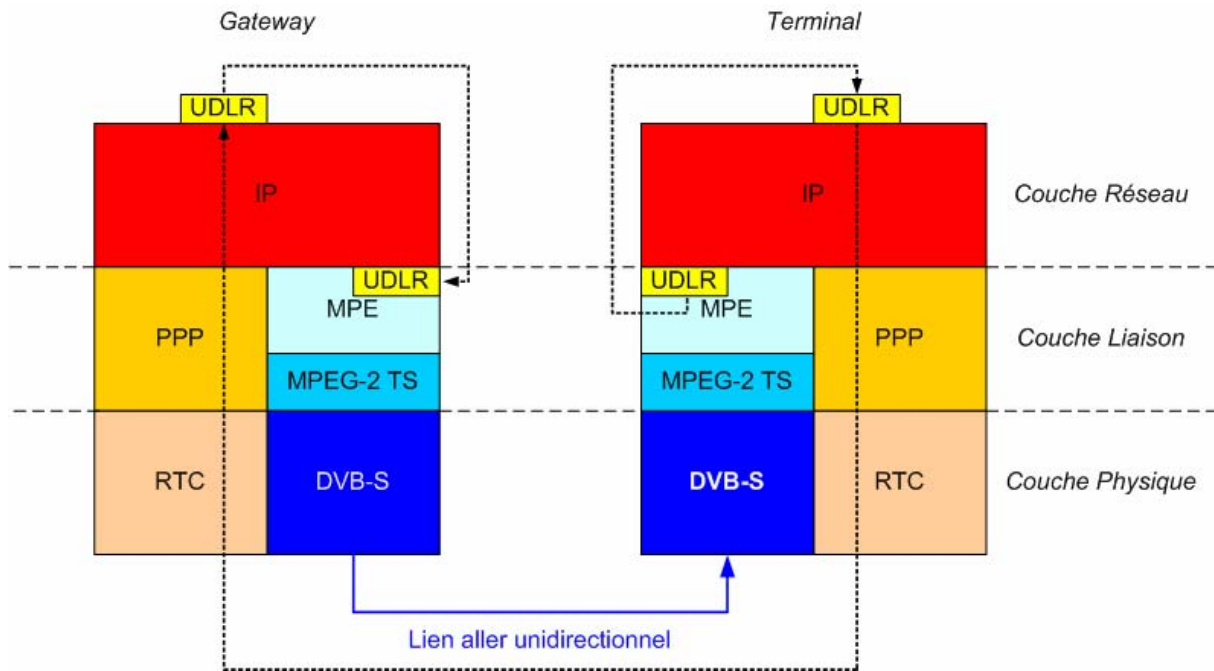 Gateway
Terminal
UDLR
UDLR
IP
IP
Couche Réseau
UDLR
UDLR
MPE
MPE
PPP
PPP
Couche Liaison
MPEG-2 TS
MPEG-2 TS
RTC
DVB-S
DVB-S
RTC
Couche Physique
Lien aller unidirectionnel